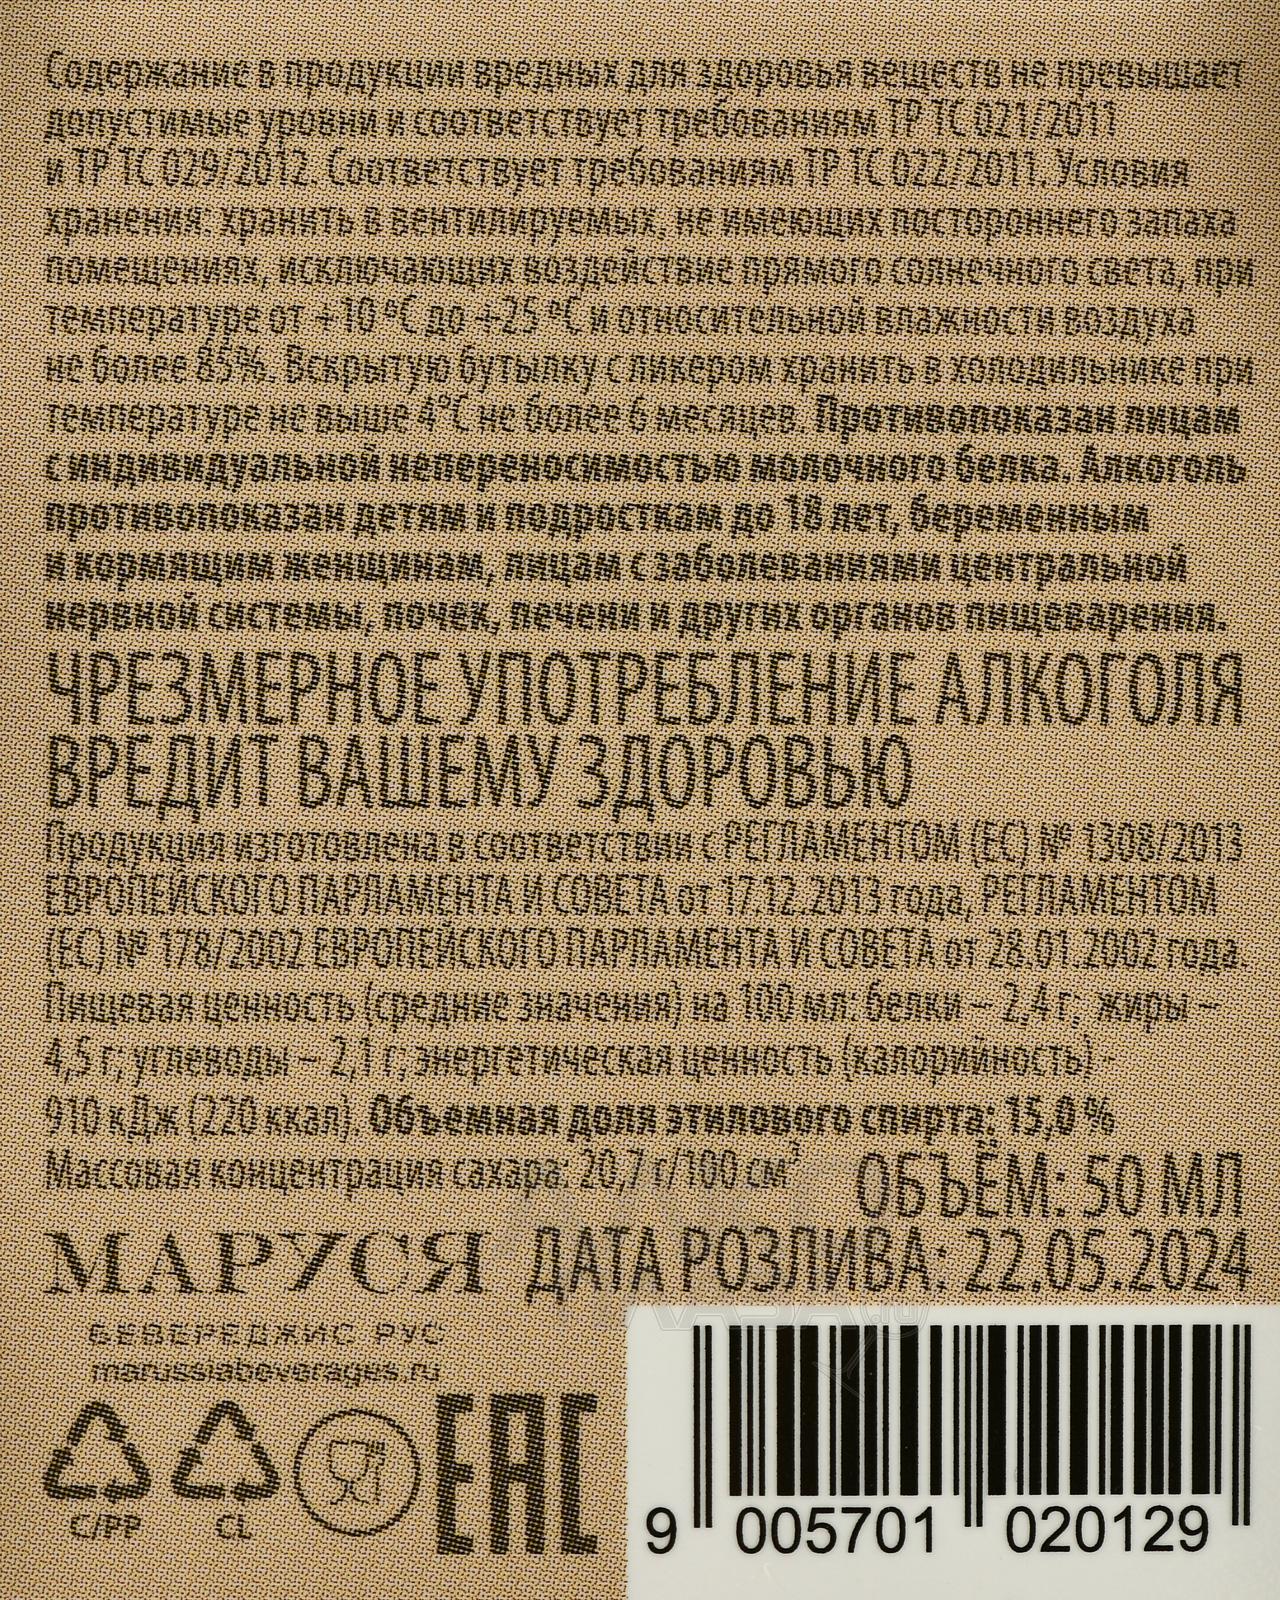 Содержание в продукции вредных для здоровья веществ не превышает
допустимые уровни и соответствует требованиям ТР ТС 021/2011
и ТР ТС 029/2012. Соответствует требованиям ТР ТС 022/2011. Условия
хранения: хранить в вентилируемых, не имеющих постороннего запаха
помещениях, исключающих воздействие прямого солнечного света, при
температуре от +10 ºС до +25 ºС и относительной влажности воздуха
не более 85%. Вскрытую бутылку с ликером хранить в холодильнике при
температуре не выше 4°С не более 6 месяцев. Противопоказан лицам
с индивидуальной непереносимостью молочного белка. Алкоголь
противопоказан детям и подросткам до 18 лет, беременным
и кормящим женщинам, лицам с заболеваниями центральной
нервной системы, почек, печени и других органов пищеварения.
ЧРЕЗМЕРНОЕ УПОТРЕБЛЕНИЕ АЛКОГОЛЯ
ВРЕДИТ ВАШЕМУ ЗДОРОВЬЮ
Продукция изготовлена в соответствии с РЕГЛАМЕНТОМ (ЕС) № 1308/2013
ЕВРОПЕЙСКОГО ПАРЛАМЕНТА И СОВЕТА от 17.12.2013 года, РЕГЛАМЕНТОМ
(ЕС) № 178/2002 ЕВРОПЕЙСКОГО ПАРЛАМЕНТА И СОВЕТА от 28.01.2002 года
Пищевая ценность (средние значения) на 100 мл: белки – 2,4 г; жиры –
4,5 г; углеводы – 2,1 г; энергетическая ценность (калорийность) -
910 кДж (220 ккал). Объемная доля этилового спирта: 15,0 %
Массовая концентрация сахара: 20,7 г/100 см³ ОБЪЁМ: 50 МЛ
МАРУСЯ ДАТА РОЗЛИВА: 22.05.2024
БЕВЕРЕДЖИС РУС
marussiabeverages.ru
C/PP CL EAC
9 005701 020129